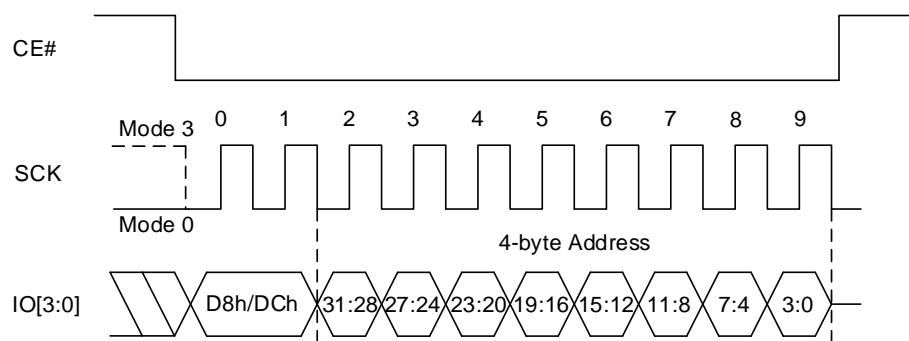 CE#
0 1 2 3 4 5 6 7 8 9
Mode 3
SCK
Mode 0
4-byte Address
IO[3:0] D8h/DCh 31:28 27:24 23:20 19:16 15:12 11:8 7:4 3:0